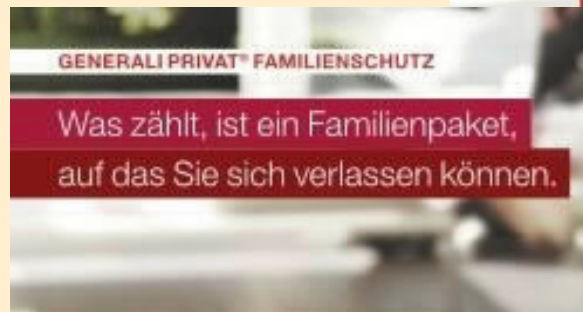 GENERALI PRIVAT® FAMILIENSCHUTZ
Was zählt, ist ein Familienpaket,
auf das Sie sich verlassen können.